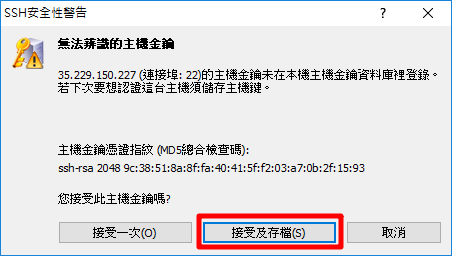 SSH安全性警告
無法辨識的主機金鑰
35.229.150.227 (連接埠: 22)的主機金鑰未在本機主機金鑰資料庫裡登錄。
若下次要想認證這台主機須儲存主機鍵。
主機金鑰憑證指紋 (MD5總合檢查碼):
ssh-rsa 2048 9c:38:51:8a:8f:fa:40:41:5f:f2:03:a7:0b:2f:15:93
您接受此主機金鑰嗎?
接受一次(O) 接受及存檔(S) 取消